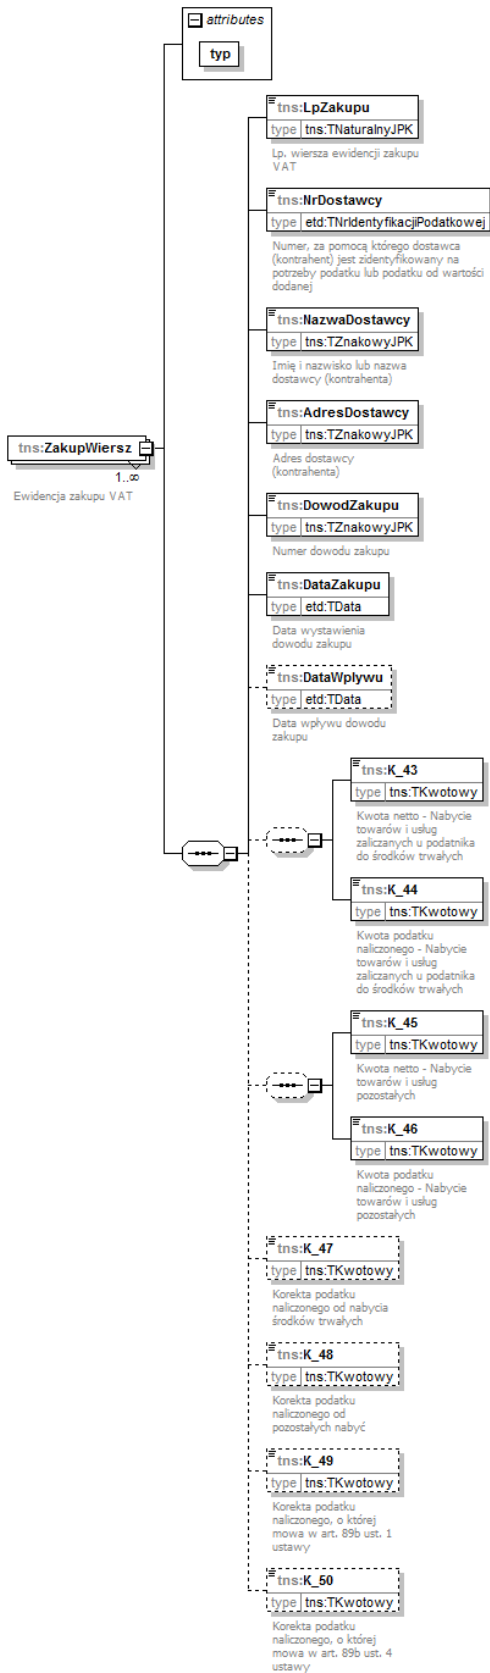 attributes
typ
tns:LpZakupu
type tns:TNaturalnyJPK
Lp. wiersza ewidencji zakupu
VAT
tns:NrDostawcy
type etd:TNrIdentyfikacjiPodatkowej
Numer, za pomocą którego dostawca
(kontrahent) jest zidentyfikowany na
potrzeby podatku lub podatku od wartości
dodanej
tns:NazwaDostawcy
type tns:TZnakowyJPK
Imię i nazwisko lub nazwa
dostawcy (kontrahenta)
tns:AdresDostawcy
type tns:TZnakowyJPK
Adres dostawcy
(kontrahenta)
tns:ZakupWiersz
1..∞
Ewidencja zakupu VAT
tns:DowodZakupu
type tns:TZnakowyJPK
Numer dowodu zakupu
tns:DataZakupu
type etd:TData
Data wystawienia
dowodu zakupu
tns:DataWplywu
type etd:TData
Data wpływu dowodu
zakupu
tns:K_43
type tns:TKwotowy
Kwota netto - Nabycie
towarów i usług
zaliczanych u podatnika
do środków trwałych
tns:K_44
type tns:TKwotowy
Kwota podatku
naliczonego - Nabycie
towarów i usług
zaliczanych u podatnika
do środków trwałych
tns:K_45
type tns:TKwotowy
Kwota netto - Nabycie
towarów i usług
pozostałych
tns:K_46
type tns:TKwotowy
Kwota podatku
naliczonego - Nabycie
towarów i usług
pozostałych
tns:K_47
type tns:TKwotowy
Korekta podatku
naliczonego od nabycia
środków trwałych
tns:K_48
type tns:TKwotowy
Korekta podatku
naliczonego od
pozostałych nabyć
tns:K_49
type tns:TKwotowy
Korekta podatku
naliczonego, o której
mowa w art. 89b ust. 1
ustawy
tns:K_50
type tns:TKwotowy
Korekta podatku
naliczonego, o której
mowa w art. 89b ust. 4
ustawy